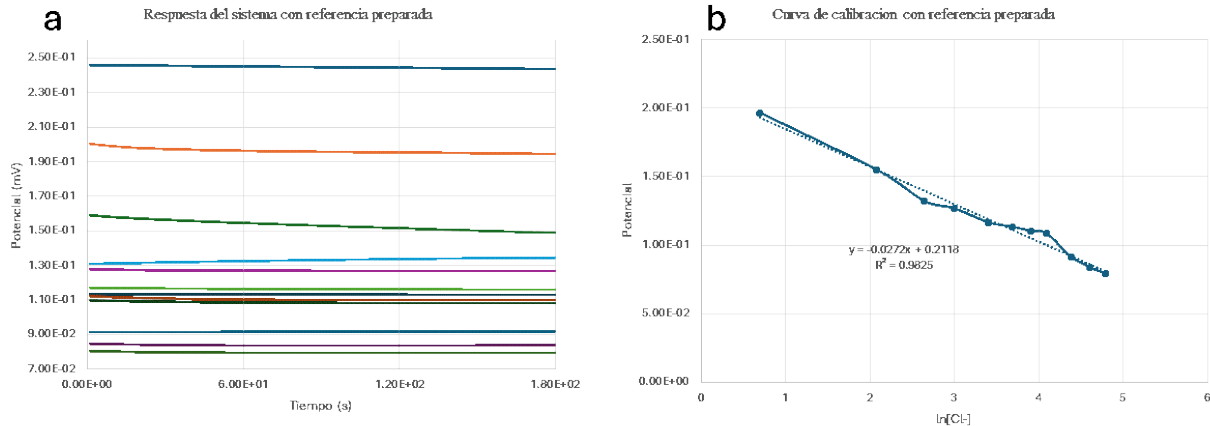 a
Respuesta del sistema con referencia preparada
2.50E-01
2.30E-01
2.10E-01
1.90E-01
1.70E-01
1.50E-01
1.30E-01
1.10E-01
9.00E-02
7.00E-02
Potencial (mV)
0.00E+00
6.00E+01
1.20E+02
1.80E+02
Tiempo (s)
b
Curva de calibracion con referencia preparada
2.50E-01
2.00E-01
1.50E-01
1.00E-01
5.00E-02
0.00E+00
Potencial
y = -0.0272x + 0.2118
R² = 0.9825
0
1
2
3
4
5
6
ln[Cl-]